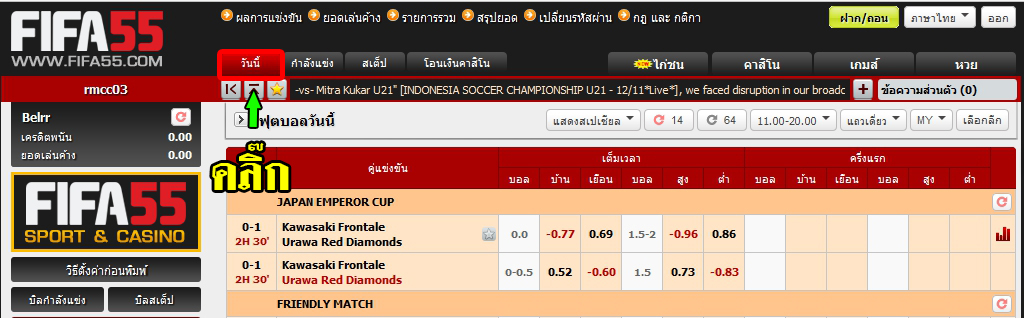 FIFA55
WWW.FIFA55.COM
ผลการแข่งขัน ยอดเล่นค้าง รายการรวม สรุปยอด เปลี่ยนรหัสผ่าน กฎ และ กติกา
ฝาก/ถอน ภาษาไทย ออก
วันนี้ กำลังแข่ง สเต็ป โอนเงินคาสิโน
ไก่ชน คาสิโน เกมส์ หวย
rmcc03
-vs- Mitra Kukar U21" [INDONESIA SOCCER CHAMPIONSHIP U21 - 12/11*Live*], we faced disruption in our broadc
ข้อความส่วนตัว (0)
Belrr
เครดิตพนัน 0.00
ยอดเล่นค้าง 0.00
ฟุตบอลวันนี้
แสดงสเปเชียล 14 64 11.00-20.00 แถวเดี่ยว MY เลือกลีก
คลิ๊ก
คู่แข่งขัน เต็มเวลา ครึ่งแรก
บอล บ้าน เยือน บอล สูง ต่ำ บอล บ้าน เยือน บอล สูง ต่ำ
JAPAN EMPEROR CUP
0-1 Kawasaki Frontale
2H 30' Urawa Red Diamonds
0.0 -0.77 0.69 1.5-2 -0.96 0.86
0-1 Kawasaki Frontale
2H 30' Urawa Red Diamonds
0-0.5 0.52 -0.60 1.5 0.73 -0.83
FRIENDLY MATCH
FIFA55
SPORT & CASINO
วิธีตั้งค่าก่อนพิมพ์
บิลกำลังแข่ง บิลสเต็ป